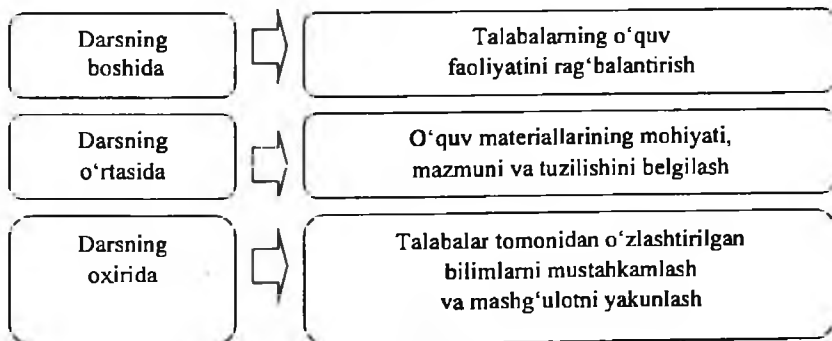 Darsning
boshida
Talabalarning o‘quv
faoliyatini rag‘balantirish
Darsning
o‘rtasida
O‘quv materiallarining mohiyati,
mazmuni va tuzilishini belgilash
Darsning
oxirida
Talabalar tomonidan o‘zlashtirilgan
bilimlarni mustahkamlash
va mashg‘ulotni yakunlash